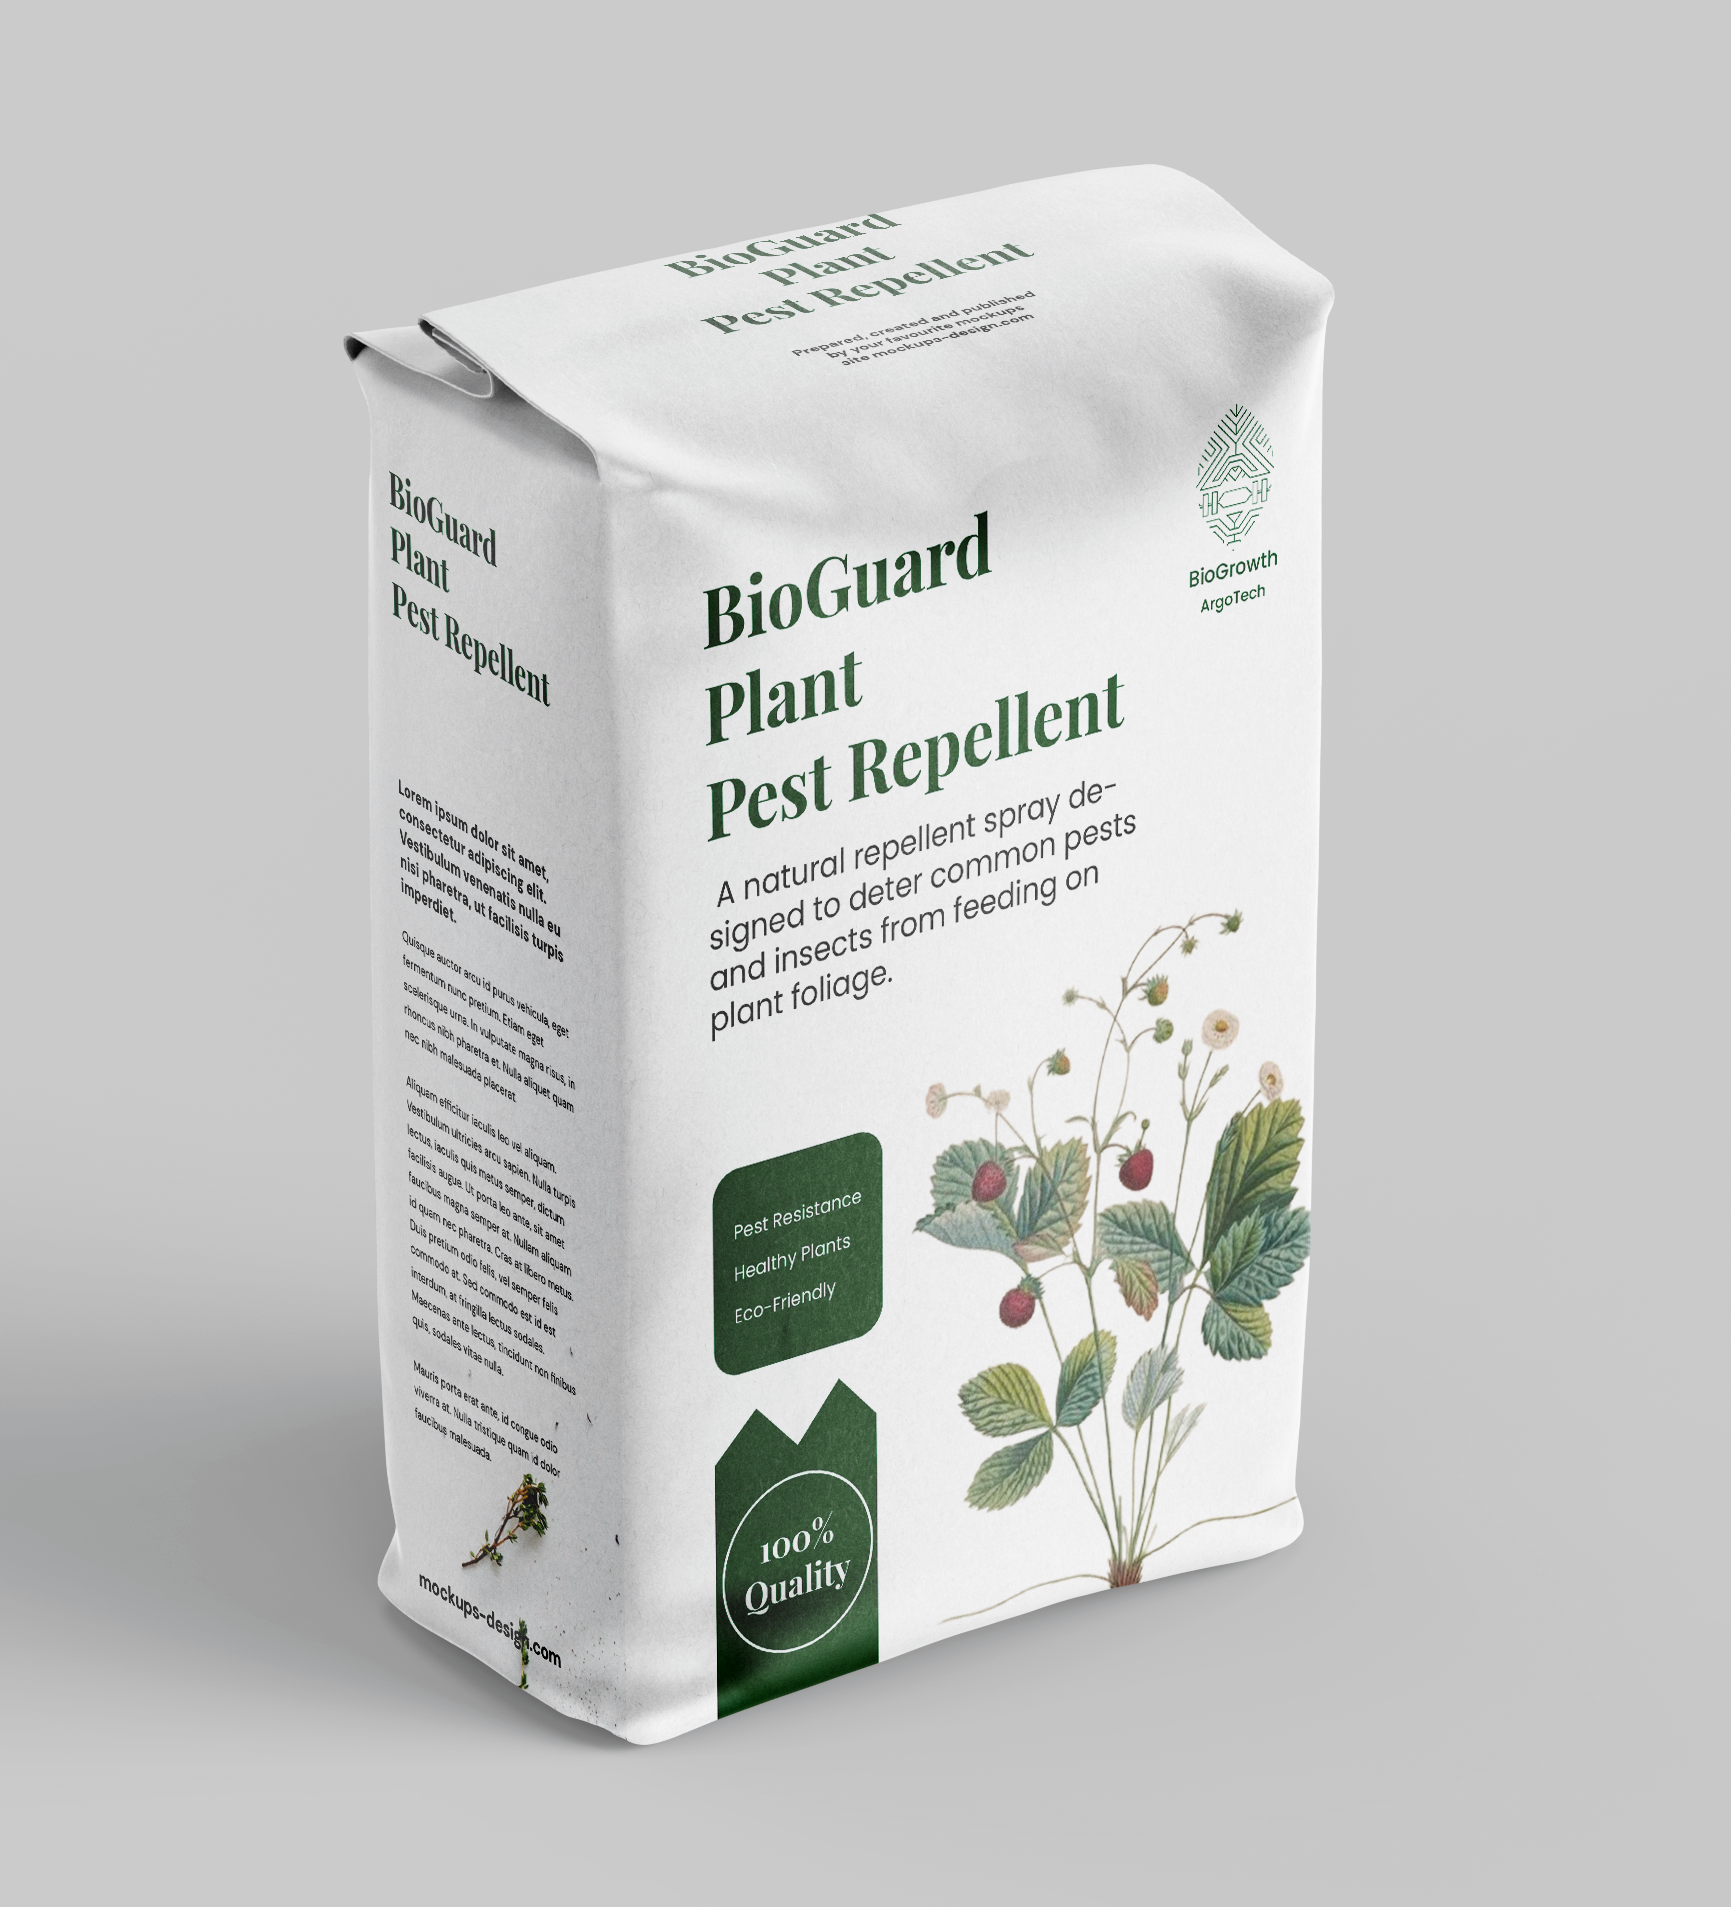 BioGuard
Plant
Pest Repellent
Prepared, created and published
by your favourite mockups
site mockups-design.com
BioGrowth
ArgoTech
BioGuard
Plant
Pest Repellent
A natural repellent spray de-
signed to deter common pests
and insects from feeding on
plant foliage.
Pest Resistance
Healthy Plants
Eco-Friendly
100%
Quality
BioGuard
Plant
Pest Repellent
Lorem ipsum dolor sit amet,
consectetur adipiscing elit.
Vestibulum venenatis nulla eu
nisi pharetra, ut facilisis turpis
imperdiet.
Quisque auctor arcu id purus vehicula, eget
fermentum nunc pretium. Etiam eget
scelerisque urna. In vulputate magna risus, in
rhoncus nibh pharetra et. Nulla aliquet quam
nec nibh malesuada placerat.
Aliquam efficitur iaculis leo vel aliquam.
Vestibulum ultricies arcu sapien. Nulla turpis
lectus, iaculis quis metus semper, dictum
facilisis augue. Ut porta leo ante, sit amet
faucibus magna semper at. Nullam aliquam
id quam nec pharetra. Cras at libero metus.
Duis pretium odio felis, vel semper felis
commodo at. Sed commodo est id est
interdum, at fringilla lectus sodales.
Maecenas ante lectus, tincidunt non finibus
quis, sodales vitae nulla.
Mauris porta erat ante, id congue odio
viverra at. Nulla tristique quam id dolor
faucibus malesuada.
mockups-design.com